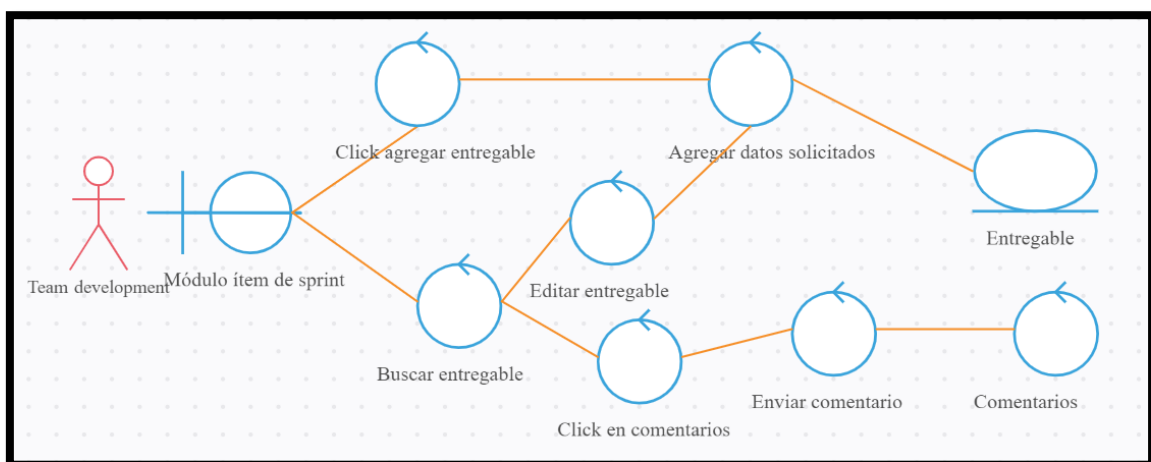 Click agregar entregable
Agregar datos solicitados
Entregable
Team development
Módulo ítem de sprint
Editar entregable
Buscar entregable
Enviar comentario
Comentarios
Click en comentarios